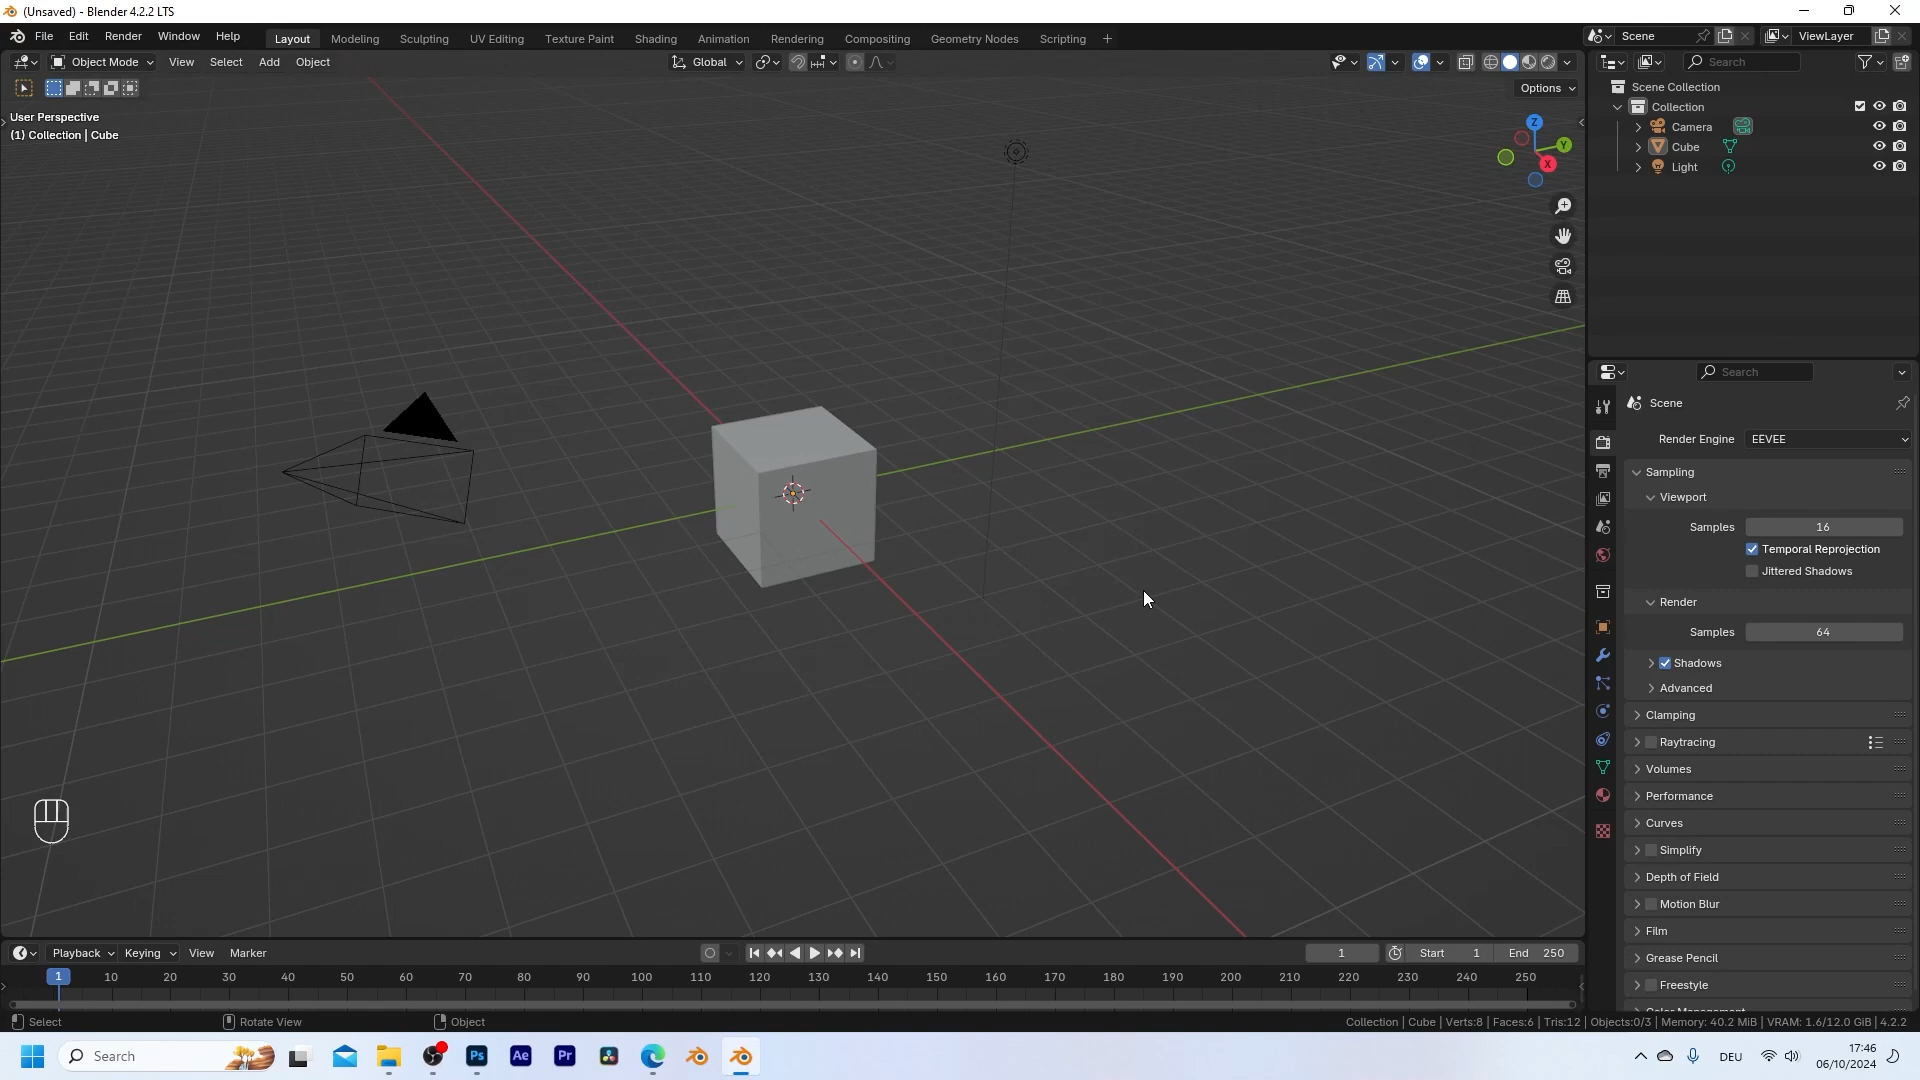 (Unsaved) - Blender 4.2.2 LTS
File Edit Render Window Help Layout Modeling Sculpting UV Editing Texture Paint Shading Animation Rendering Compositing Geometry Nodes Scripting + Scene ViewLayer
Object Mode View Select Add Object Global Search
Options
User Perspective
(1) Collection | Cube
Z
Y
X
Scene Collection
Collection
Camera
Cube
Light
Search
Scene
Render Engine EEVEE
Sampling
Viewport
Samples 16
Temporal Reprojection
Jittered Shadows
Render
Samples 64
Shadows
Advanced
Clamping
Raytracing
Volumes
Performance
Curves
Simplify
Depth of Field
Motion Blur
Film
Grease Pencil
Freestyle
Playback Keying View Marker 1 Start 1 End 250
1 10 20 30 40 50 60 70 80 90 100 110 120 130 140 150 160 170 180 190 200 210 220 230 240 250
Select Rotate View Object Collection | Cube | Verts:8 | Faces:6 | Tris:12 | Objects:0/3 | Memory: 40.2 MiB | VRAM: 1.6/12.0 GiB | 4.2.2
Search Ps Ae Pr DEU 17:46
06/10/2024